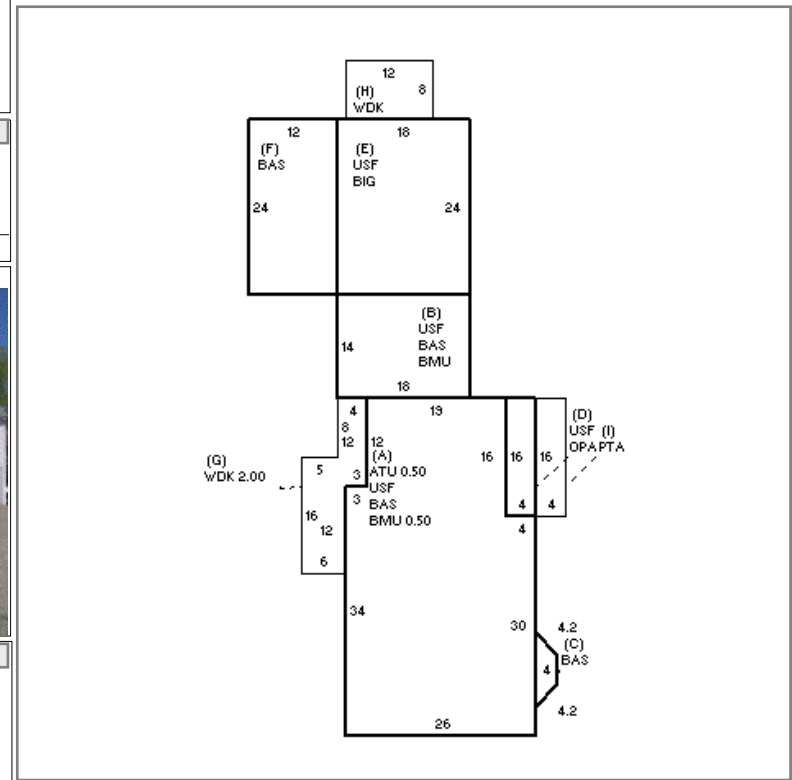 12
(H) 8
WDK
12 18
(F) (E)
BAS USF
BIG
24 24
(B)
USF
14 BAS
BMU
18
4 19
8
12 12
(D)
USF (I)
OPAPTA
16 16 16
(G)
WDK 2.00
5 3
(A)
ATU 0.50
USF
3 BAS
BMU 0.50
4 4
4
16
12
6
34
30 4.2
(C)
4 BAS
4.2
26